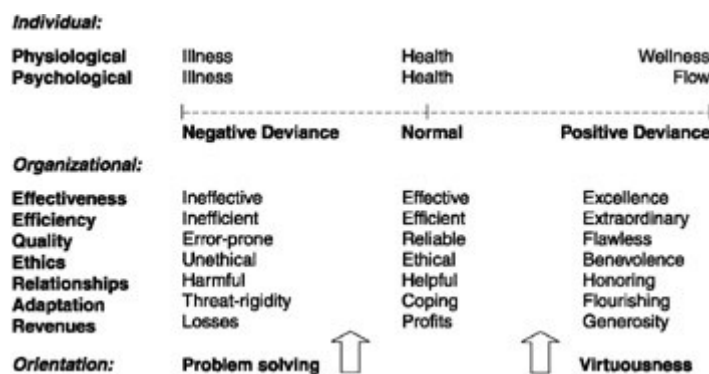 Individual:
Physiological Illness Health Wellness
Psychological Illness Health Flow
Negative Deviance Normal Positive Deviance
Organizational:
Effectiveness Ineffective Effective Excellence
Efficiency Inefficient Efficient Extraordinary
Quality Error-prone Reliable Flawless
Ethics Unethical Ethical Benevolence
Relationships Harmful Helpful Honoring
Adaptation Threat-rigidity Coping Flourishing
Revenues Losses Profits Generosity
Orientation: Problem solving Virtuousness